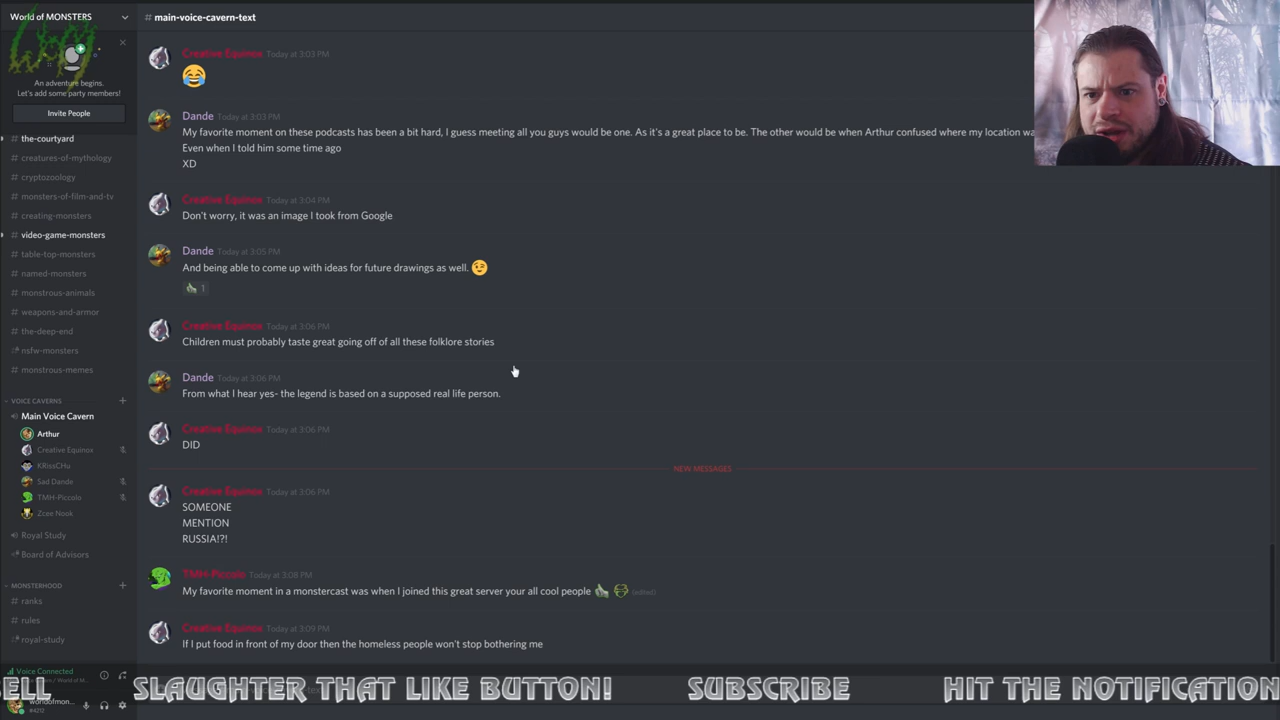 World of MONSTERS
# main-voice-cavern-text
An adventure begins.
Let's add some party members!
Invite People
the-courtyard
# creatures-of-mythology
# cryptozoology
# monsters-of-film-and-tv
# creating-monsters
video-game-monsters
# table-top-monsters
# named-monsters
# monstrous-animals
# weapons-and-armor
# the-deep-end
nsfw-monsters
# monstrous-memes
VOICE CAVERNS
Main Voice Cavern
Arthur
Creative Equinox
KRissCHu
Sad Dande
TMH-Piccolo
Zcee Nook
Royal Study
Board of Advisors
MONSTERHOOD
# ranks
# rules
royal-study
Voice Connected
worldofmon...
#4212
Creative Equinox Today at 3:03 PM
Dande Today at 3:03 PM
My favorite moment on these podcasts has been a bit hard, I guess meeting all you guys would be one. As it's a great place to be. The other would be when Arthur confused where my location wa
Even when I told him some time ago
XD
Creative Equinox Today at 3:04 PM
Don't worry, it was an image I took from Google
Dande Today at 3:05 PM
And being able to come up with ideas for future drawings as well. 😉
1
Creative Equinox Today at 3:06 PM
Children must probably taste great going off of all these folklore stories
Dande Today at 3:06 PM
From what I hear yes- the legend is based on a supposed real life person.
Creative Equinox Today at 3:06 PM
DID
NEW MESSAGES
Creative Equinox Today at 3:06 PM
SOMEONE
MENTION
RUSSIA!?!
TMH-Piccolo Today at 3:08 PM
My favorite moment in a monstercast was when I joined this great server your all cool people (edited)
Creative Equinox Today at 3:09 PM
If I put food in front of my door then the homeless people won't stop bothering me
ELL SLAUGHTER THAT LIKE BUTTON! SUBSCRIBE HIT THE NOTIFICATION